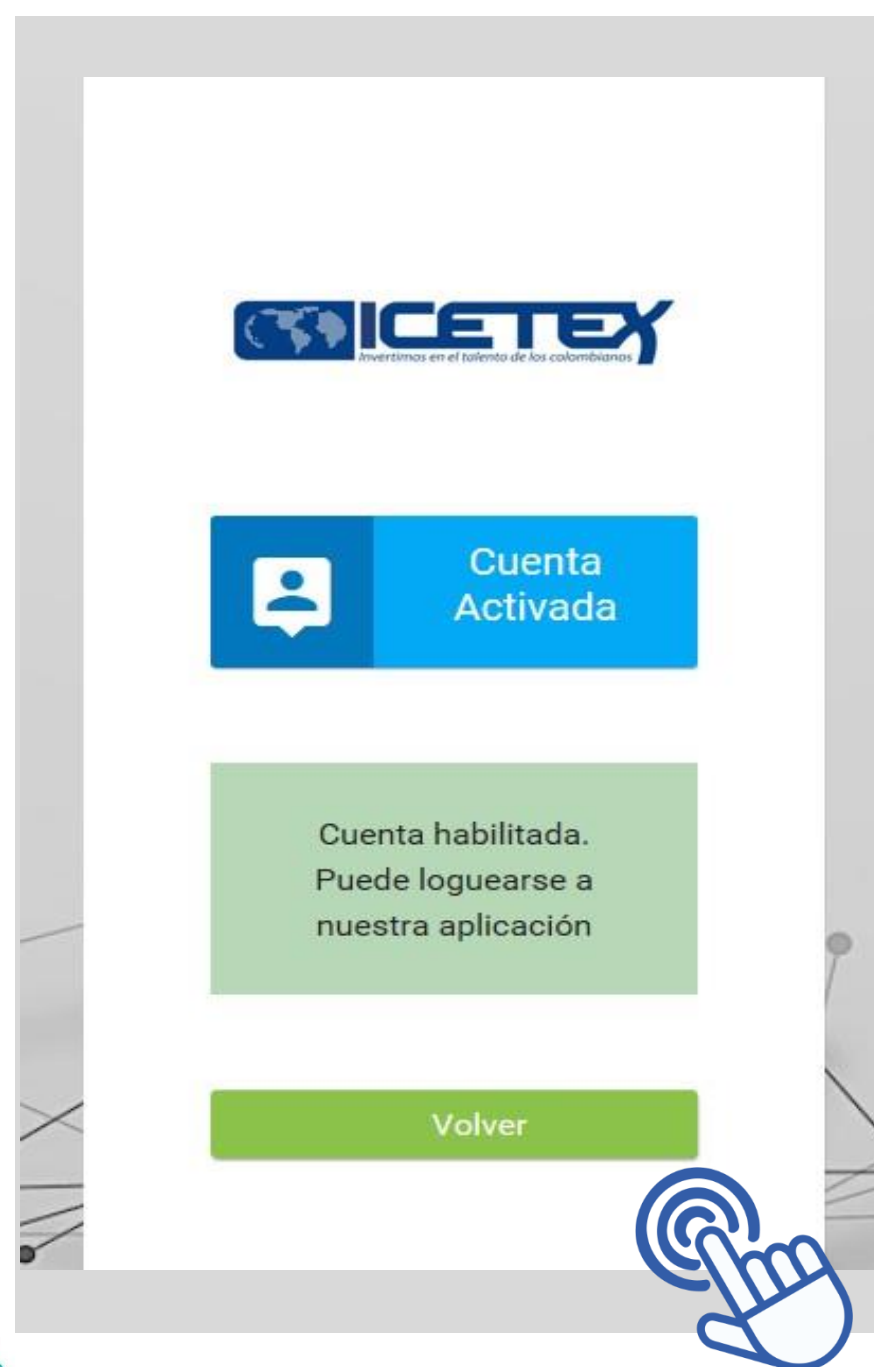 ICETEX
Invertimos en el talento de los colombianos
Cuenta
Activada
Cuenta habilitada.
Puede loguearse a
nuestra aplicación
Volver